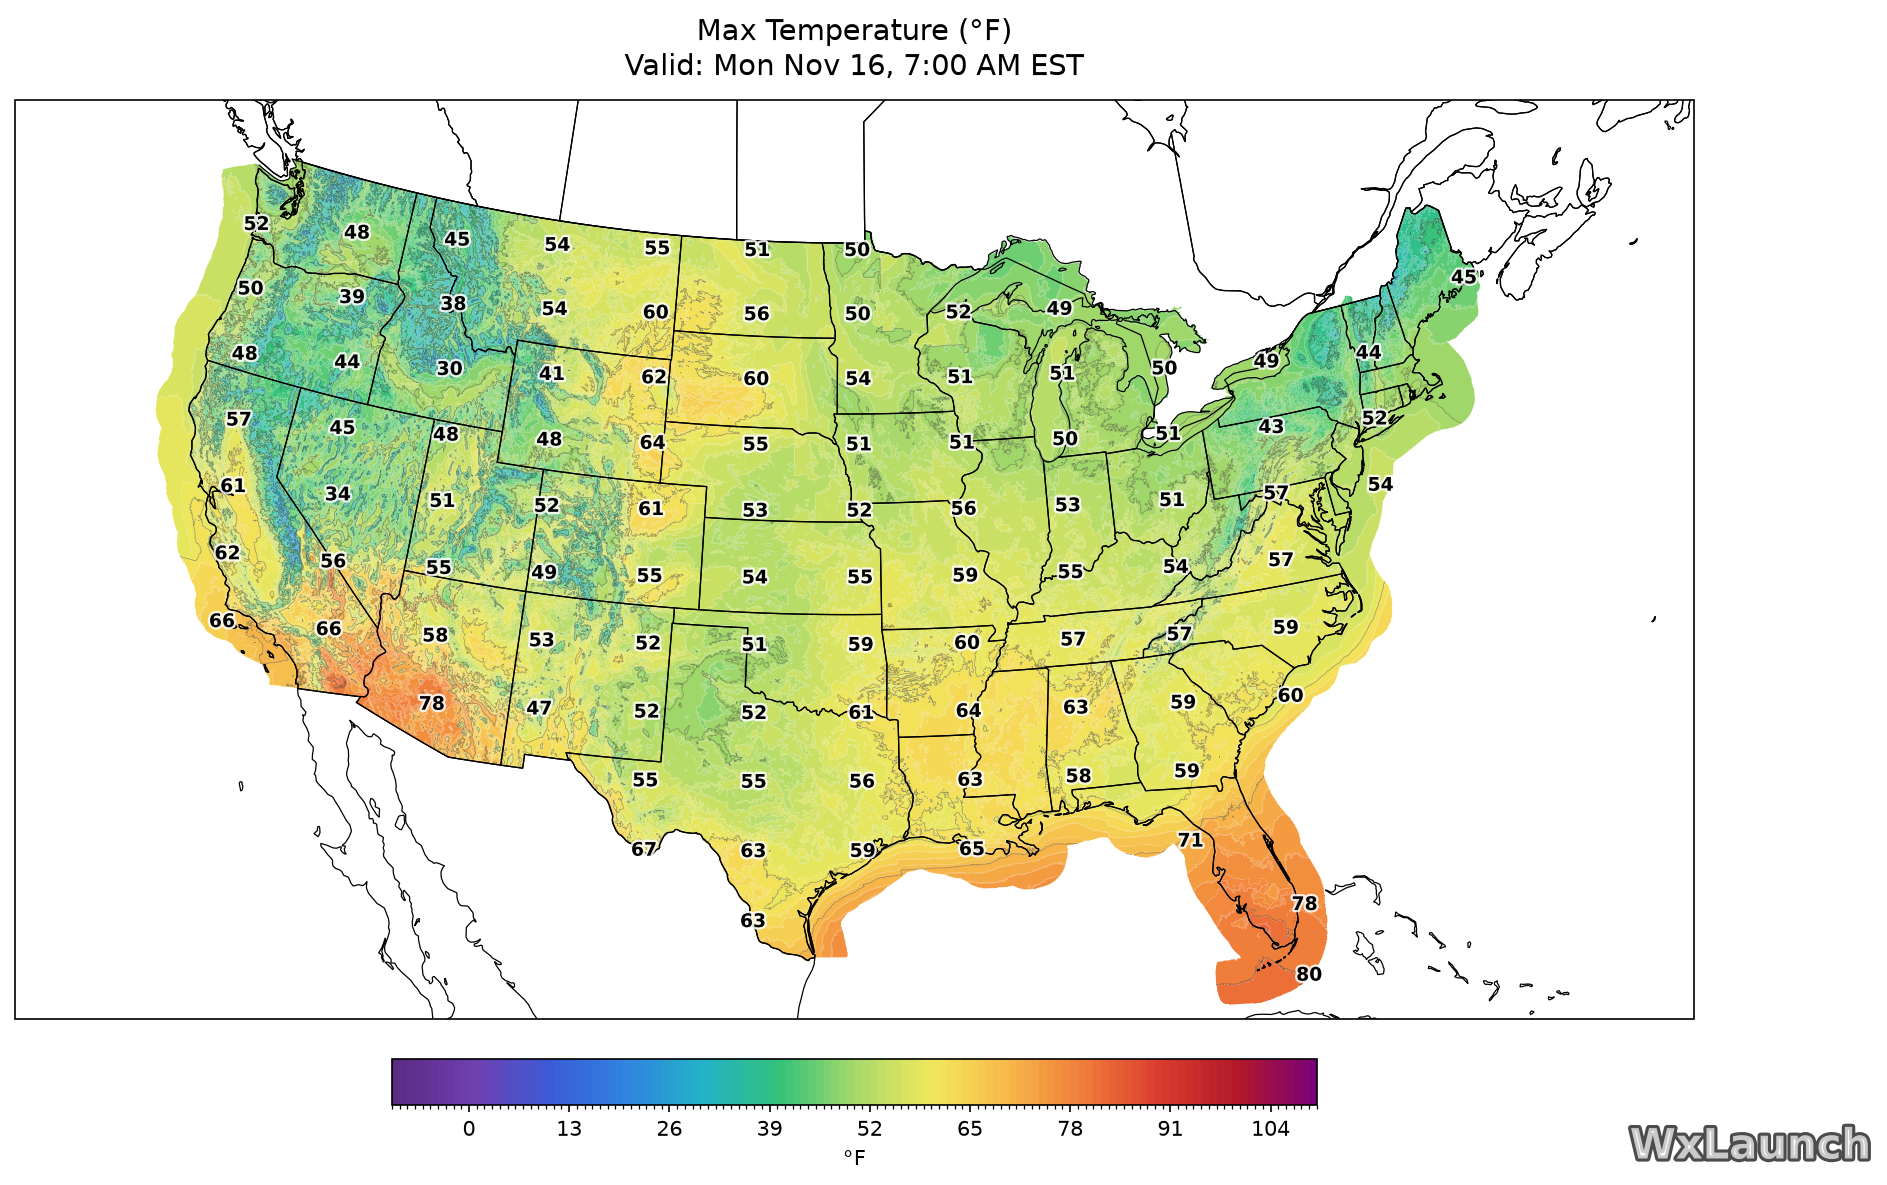 Max Temperature (°F)
Valid: Mon Nov 16, 7:00 AM EST
52 48 45 54 55 51 50
50 39 38 54 60 56 50 52 49 45
48 44 30 41 62 60 54 51 51 50 49 44
57 45 48 48 64 55 51 51 50 51 43 52
61 34 51 52 61 53 52 56 53 51 57 54
62 56 55 49 55 54 55 59 55 54 57
66 66 58 53 52 51 59 60 57 57 59
78 47 52 52 61 64 63 59 60
55 55 56 63 58 59
67 63 59 65 71
63 78
80
0 13 26 39 52 65 78 91 104
°F
WxLaunch